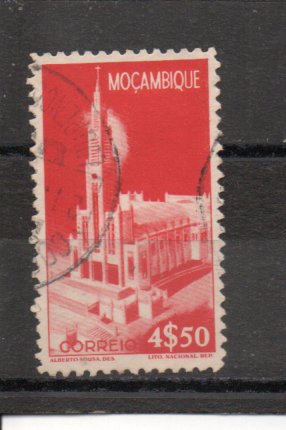 MOÇAMBIQUE
CORREIO 4$50
ALBERTO SOUSA, DES. LITO. NACIONAL, REP.